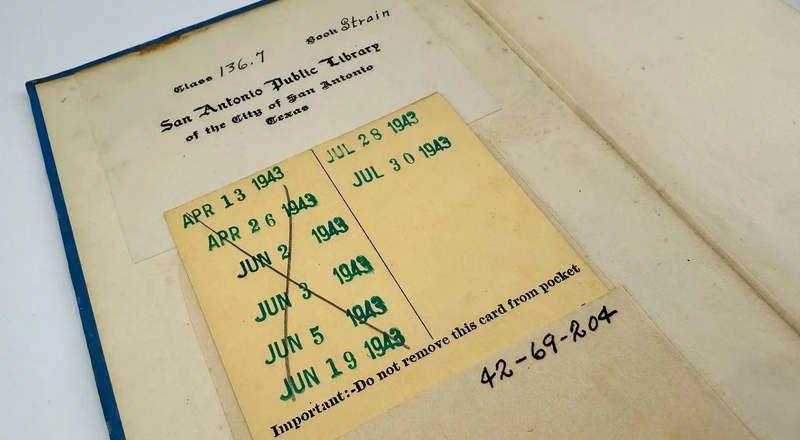 Class 136.7 Book Strain
San Antonio Public Library
of the City of San Antonio
Texas
APR 13 1943
APR 26 1943
JUN 2 1943
JUN 3 1943
JUN 5 1943
JUN 19 1943
JUL 28 1943
JUL 30 1943
Important:-Do not remove this card from pocket
42-69-204